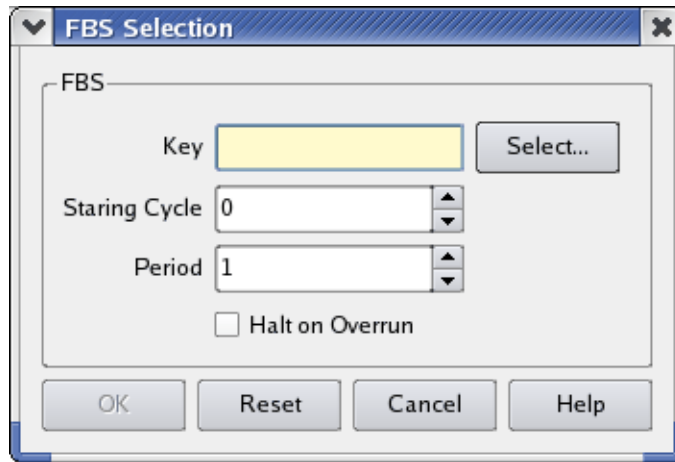 FBS Selection
FBS
Key
Select...
Staring Cycle 0
Period 1
Halt on Overrun
OK Reset Cancel Help